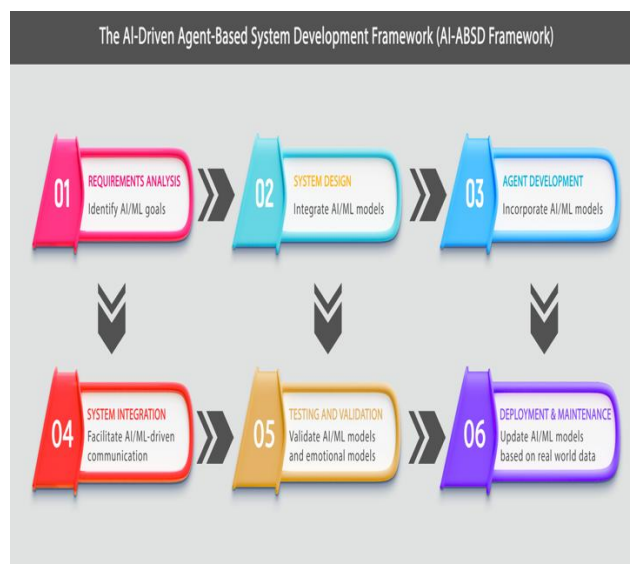 The AI-Driven Agent-Based System Development Framework (AI-ABSD Framework)
01
REQUIREMENTS ANALYSIS
Identify AI/ML goals
02
SYSTEM DESIGN
Integrate AI/ML models
03
AGENT DEVELOPMENT
Incorporate AI/ML models
04
SYSTEM INTEGRATION
Facilitate AI/ML-driven
communication
05
TESTING AND VALIDATION
Validate AI/ML models
and emotional models
06
DEPLOYMENT & MAINTENANCE
Update AI/ML models
based on real world data